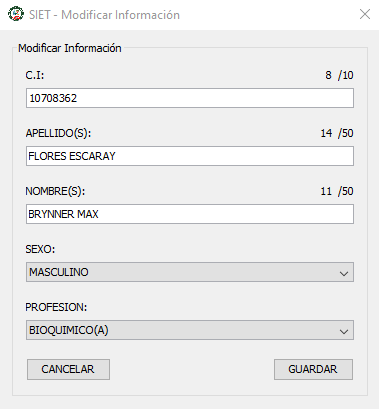 SIET - Modificar Información
Modificar Información
C.I: 8 /10
10708362
APELLIDO(S): 14 /50
FLORES ESCARAY
NOMBRE(S): 11 /50
BRYNNER MAX
SEXO:
MASCULINO
PROFESION:
BIOQUIMICO(A)
CANCELAR GUARDAR